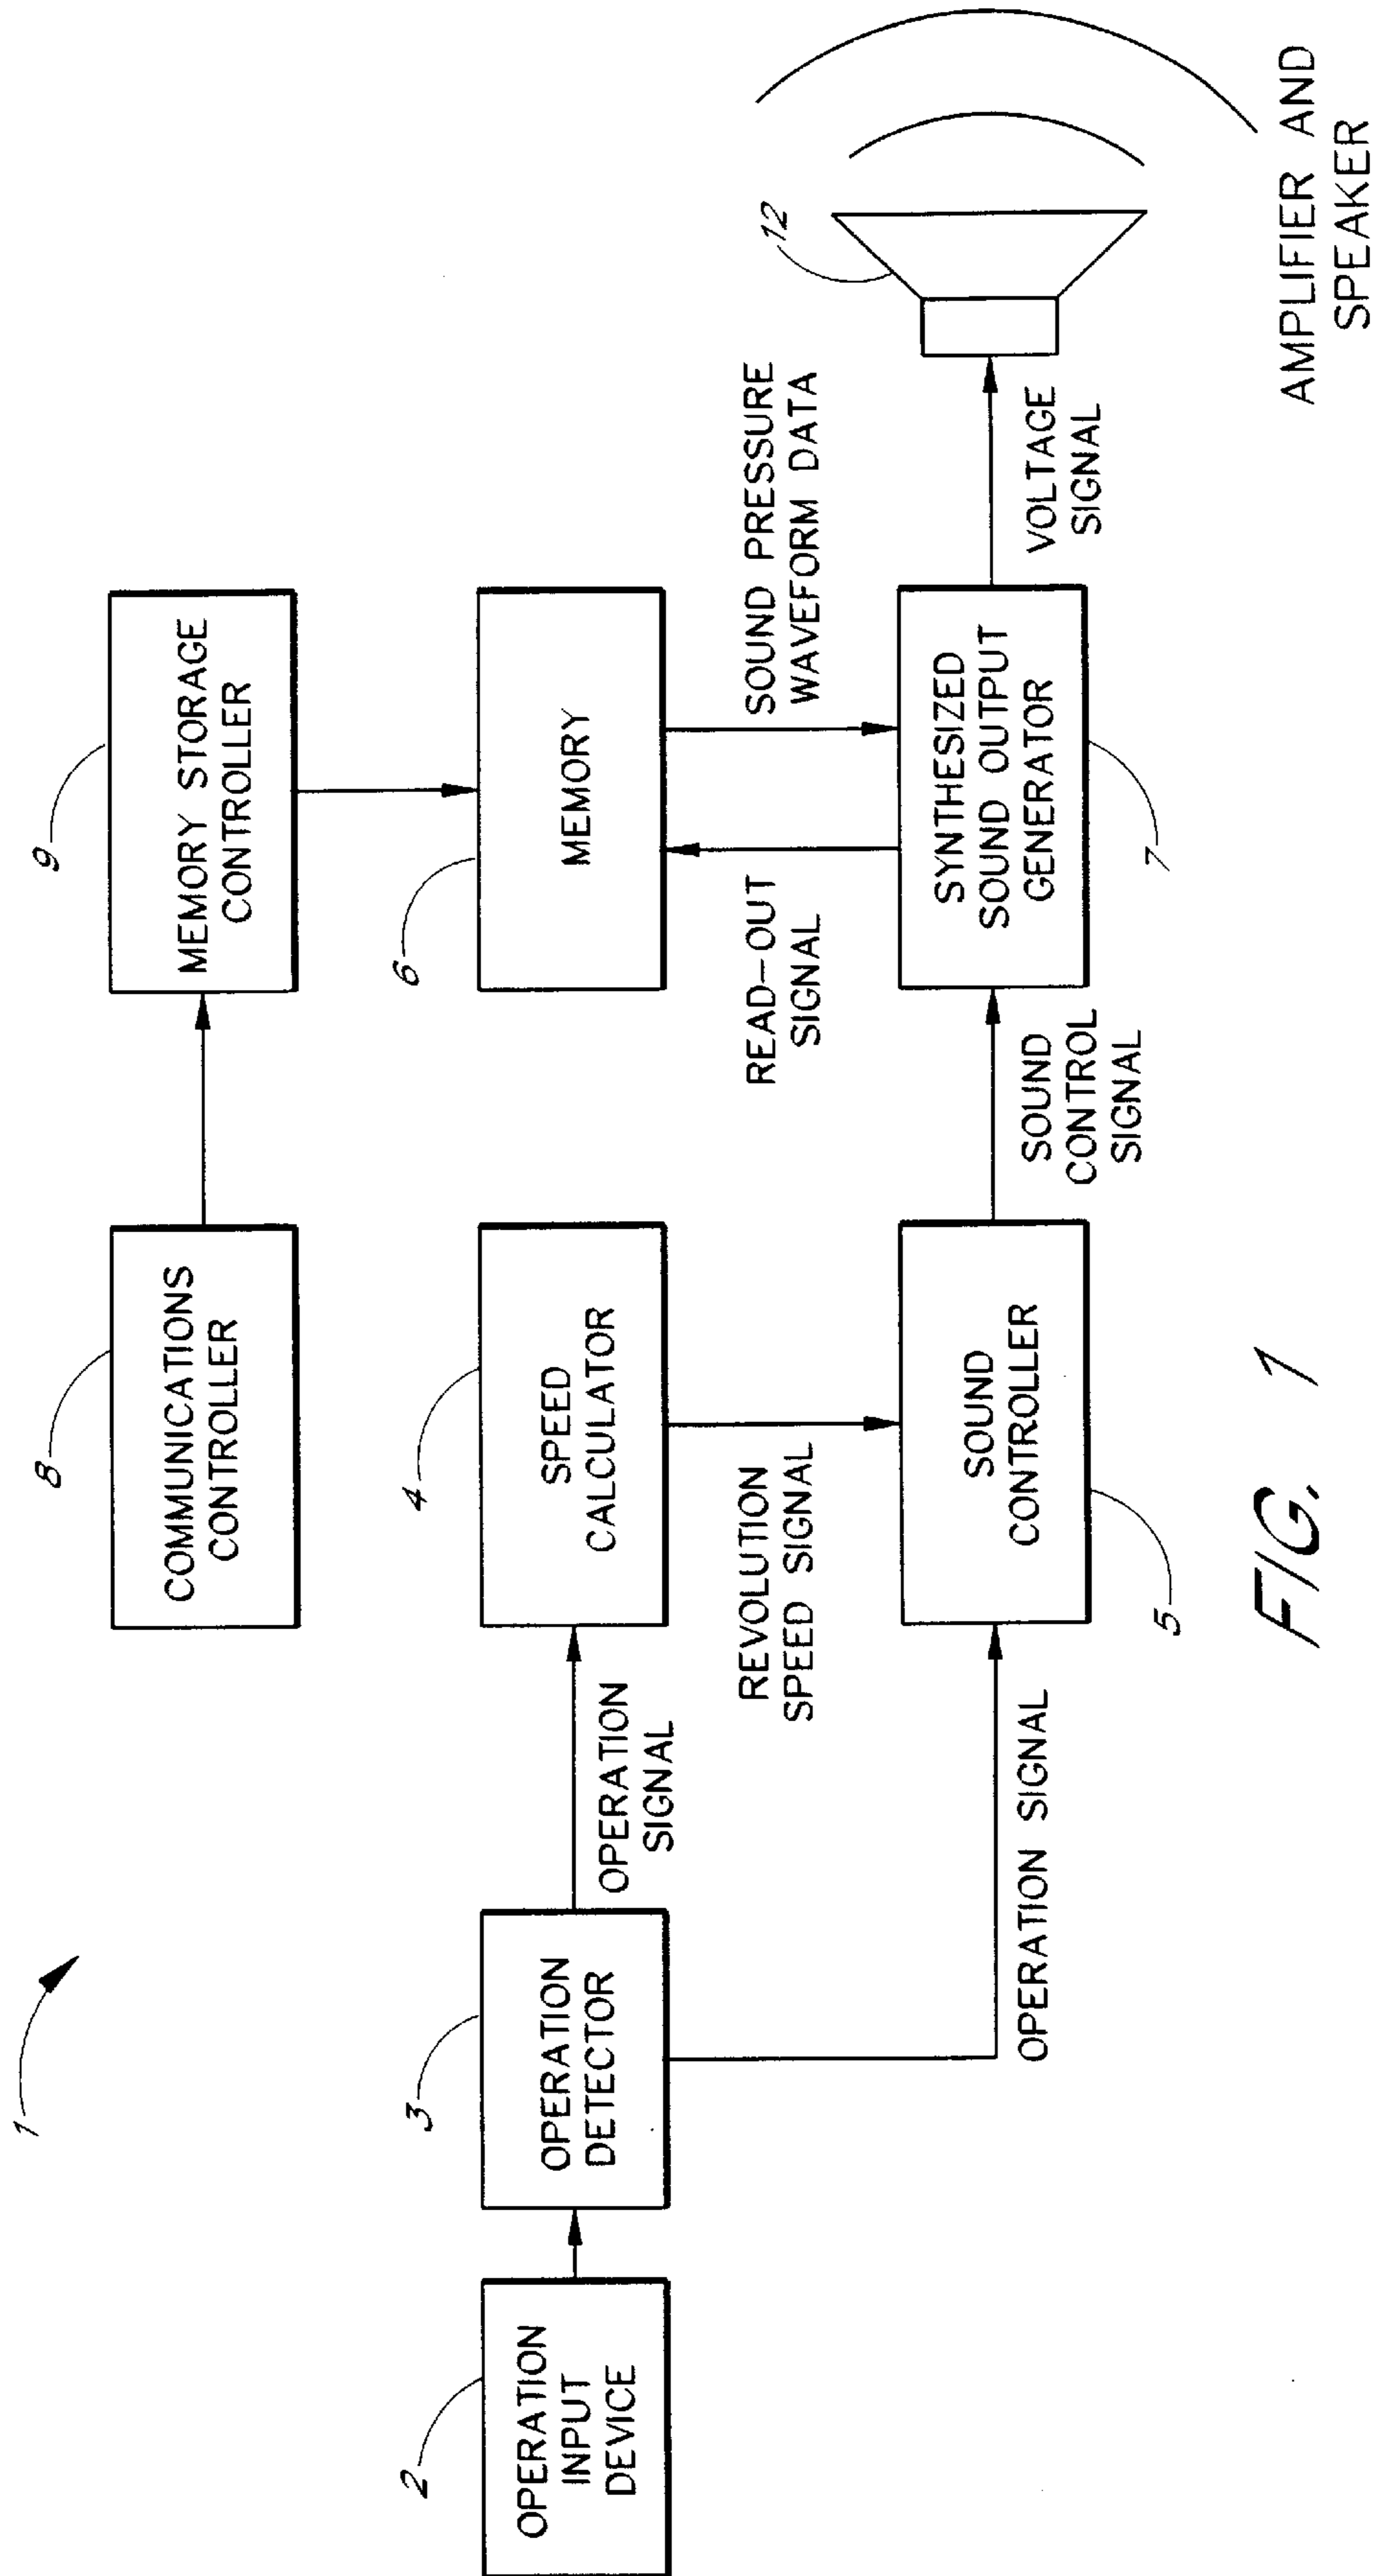 1
8
COMMUNICATIONS
CONTROLLER
9
MEMORY STORAGE
CONTROLLER
2
OPERATION
INPUT
DEVICE
3
OPERATION
DETECTOR
OPERATION
SIGNAL
4
SPEED
CALCULATOR
6
MEMORY
REVOLUTION
SPEED SIGNAL
READ-OUT
SIGNAL
SOUND PRESSURE
WAVEFORM DATA
OPERATION SIGNAL
SOUND
CONTROLLER
5
SOUND
CONTROL
SIGNAL
SYNTHESIZED
SOUND OUTPUT
GENERATOR
7
VOLTAGE
SIGNAL
12
AMPLIFIER AND
SPEAKER
FIG. 1